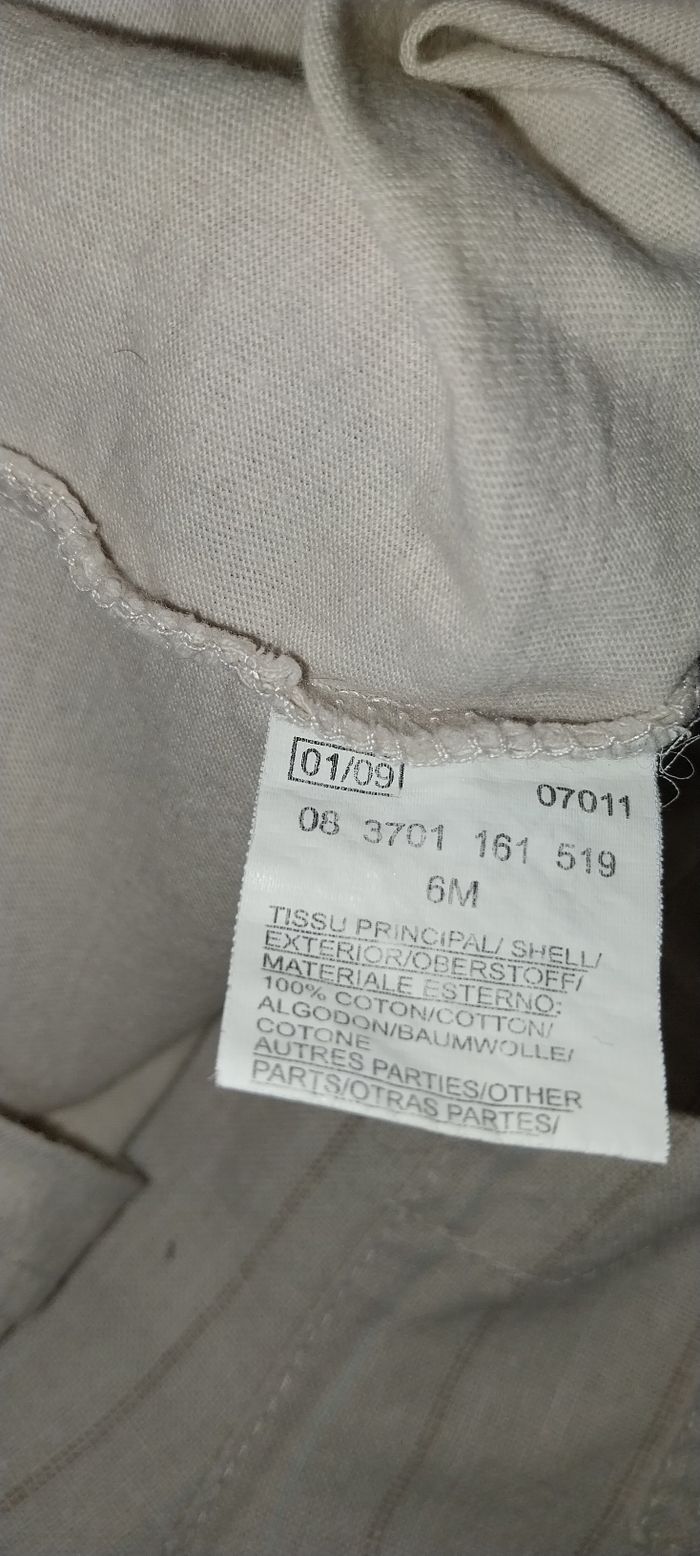 01/09
07011
08 3701 161 519
6M
TISSU PRINCIPAL/ SHELL/
EXTERIOR/OBERSTOFF/
MATERIALE ESTERNO:
100% COTON/COTTON/
ALGODON/BAUMWOLLE/
COTONE
AUTRES PARTIES/OTHER
PARTS/OTRAS PARTES/